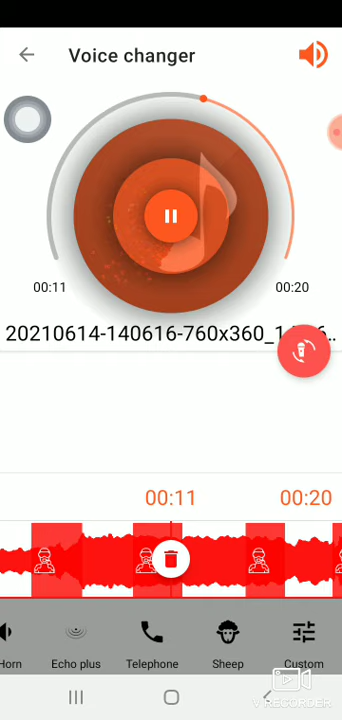 Voice changer
00:11
00:20
20210614-140616-760x360_1
6..
00:11
00:20
Horn
Echo plus
Telephone
Sheep
Custom
V RECORDER